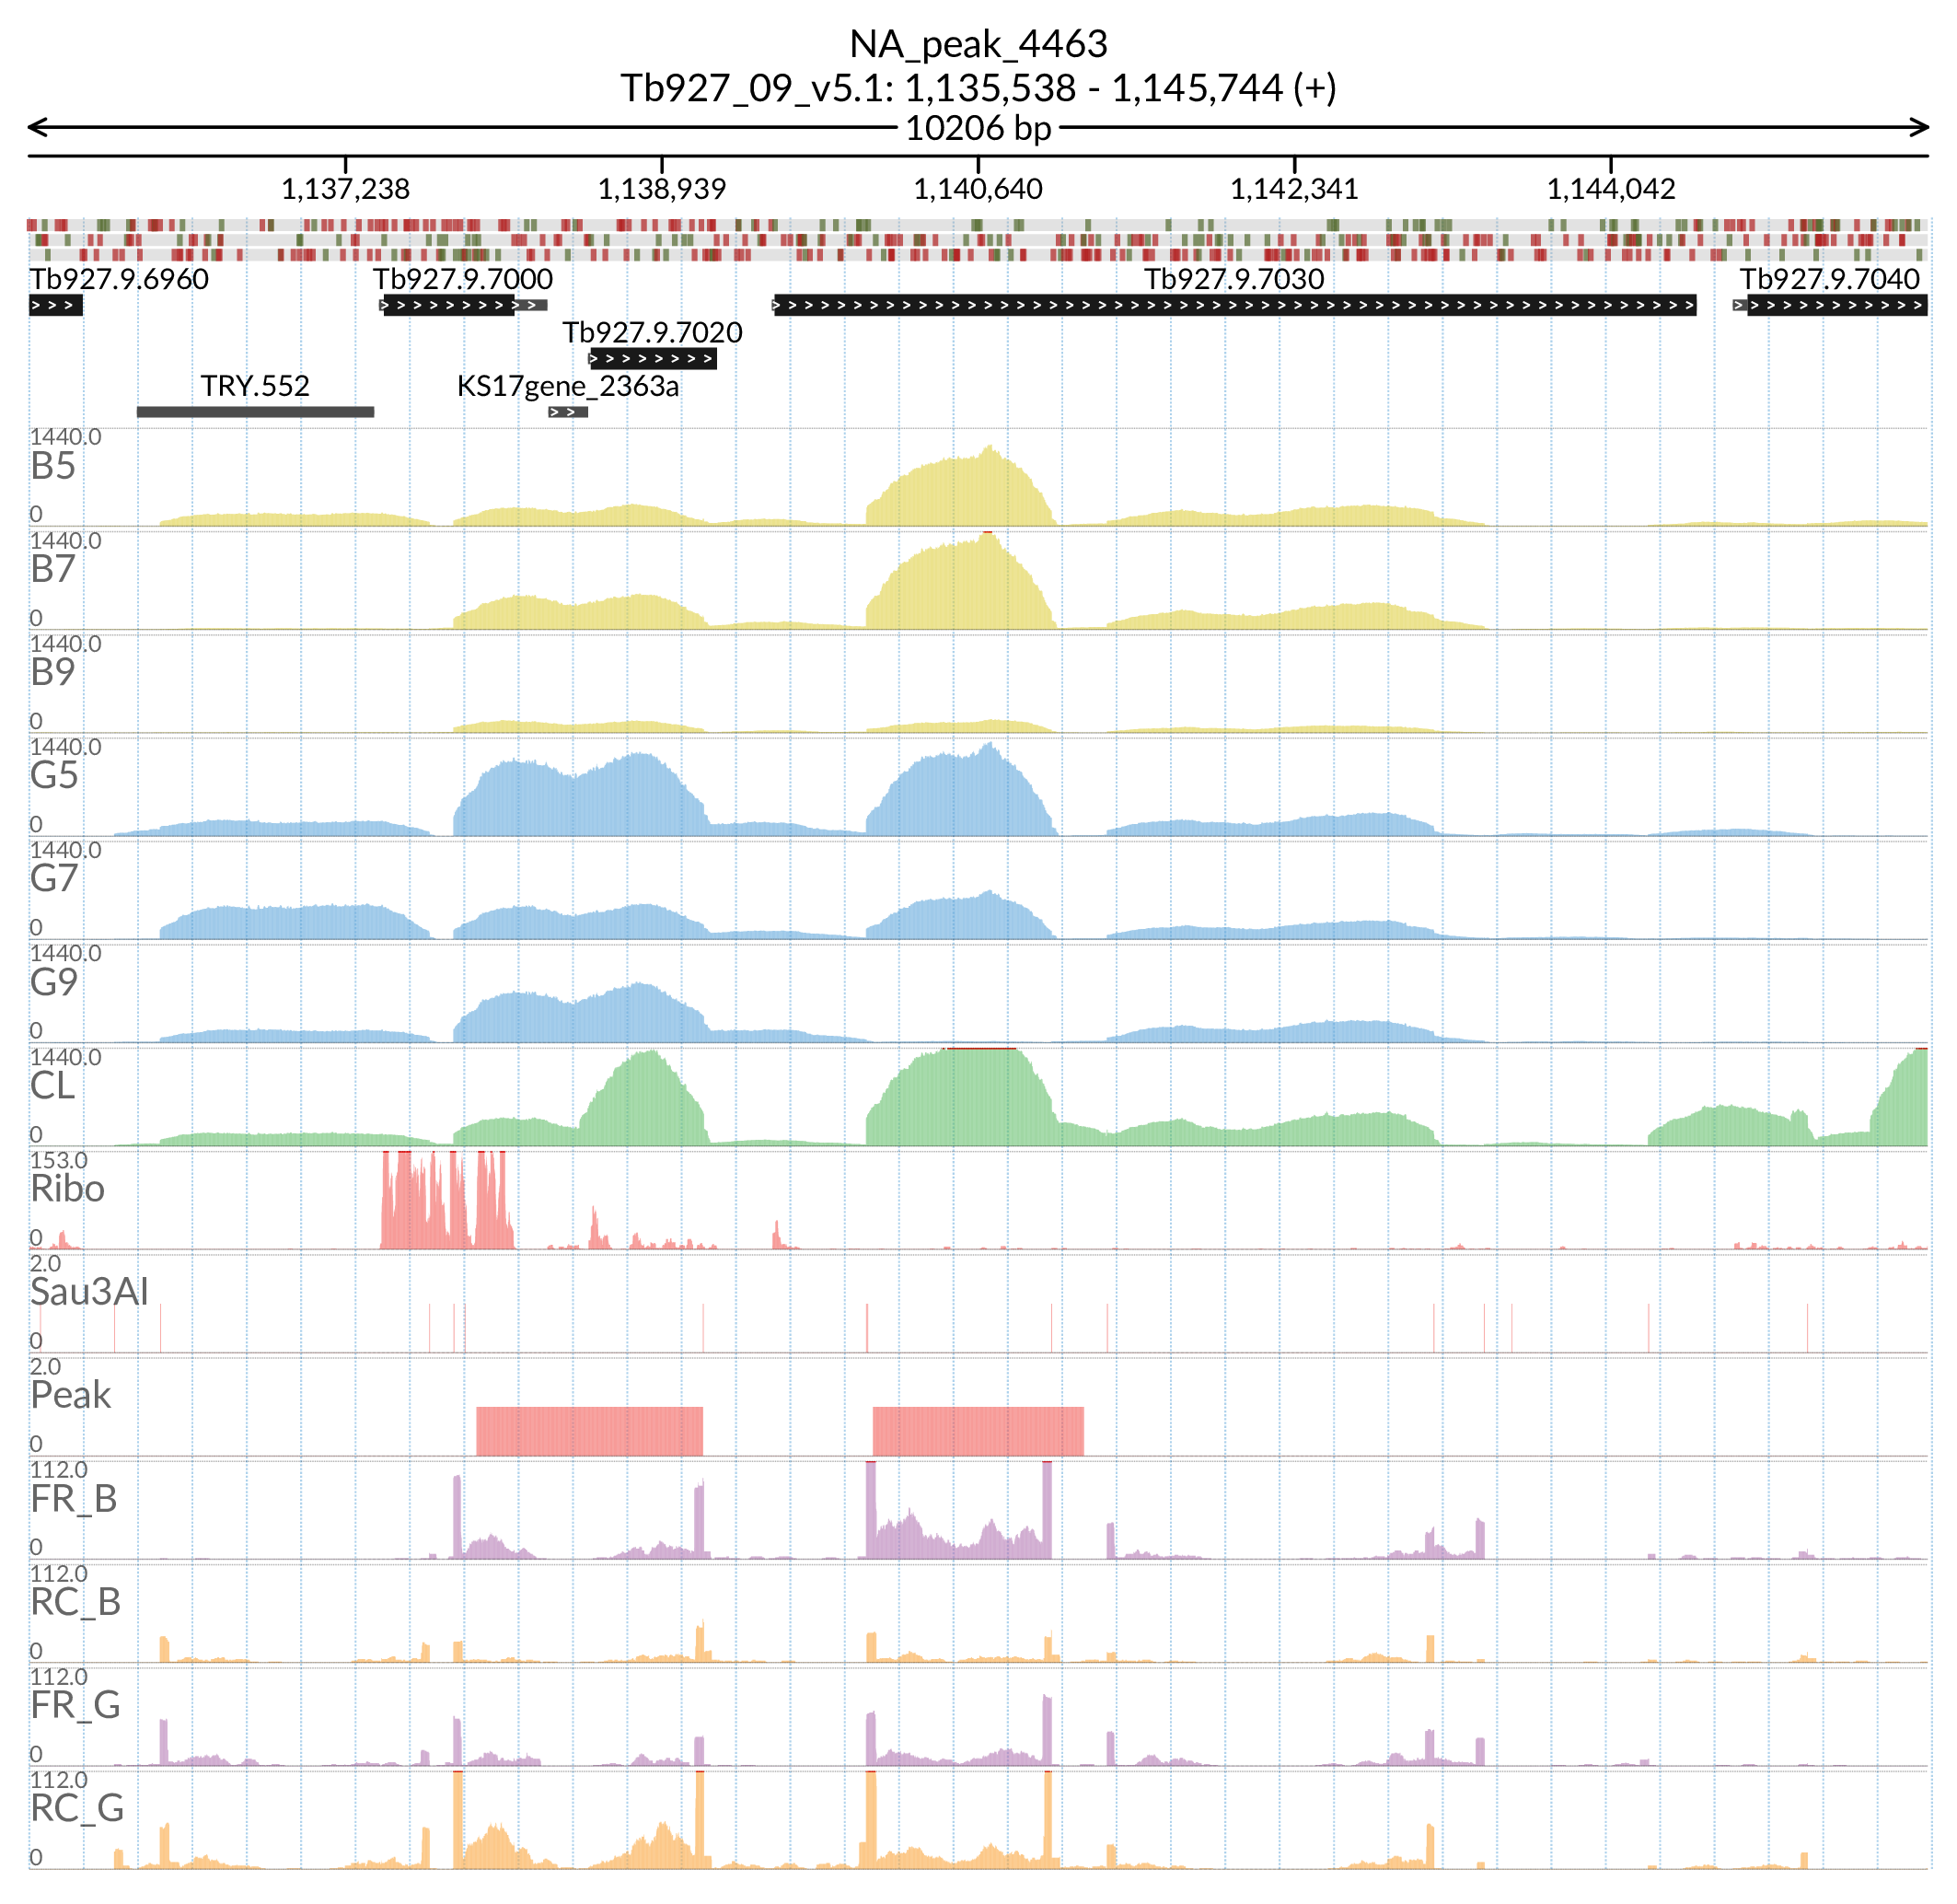 NA_peak_4463
Tb927_09_v5.1: 1,135,538 - 1,145,744 (+)
10206 bp
1,137,238 1,138,939 1,140,640 1,142,341 1,144,042
Tb927.9.6960 Tb927.9.7000 Tb927.9.7030 Tb927.9.7040
Tb927.9.7020
TRY.552 KS17gene_2363a
1440.0
B5
0
1440.0
B7
0
1440.0
B9
0
1440.0
G5
0
1440.0
G7
0
1440.0
G9
0
1440.0
CL
0
153.0
Ribo
0
2.0
Sau3AI
0
2.0
Peak
0
112.0
FR_B
0
112.0
RC_B
0
112.0
FR_G
0
112.0
RC_G
0